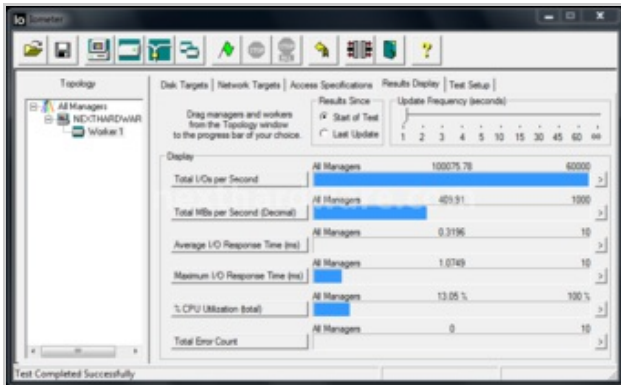 Iometer
Topology
All Managers
NEXTHARDWAR
Worker 1
Disk Targets
Network Targets
Access Specifications
Results Display
Test Setup
Drag managers and workers
from the Topology window
to the progress bar of your choice.
Results Since
Start of Test
Last Update
Update Frequency (seconds)
1 2 3 4 5 10 15 30 45 60 ∞
Display
Total I/Os per Second
All Managers 100075.78 60000
Total MBs per Second (Decimal)
All Managers 409.91 1000
Average I/O Response Time (ms)
All Managers 0.3196 10
Maximum I/O Response Time (ms)
All Managers 1.0749 10
% CPU Utilization (total)
All Managers 13.05 % 100 %
Total Error Count
All Managers 0 10
Test Completed Successfully